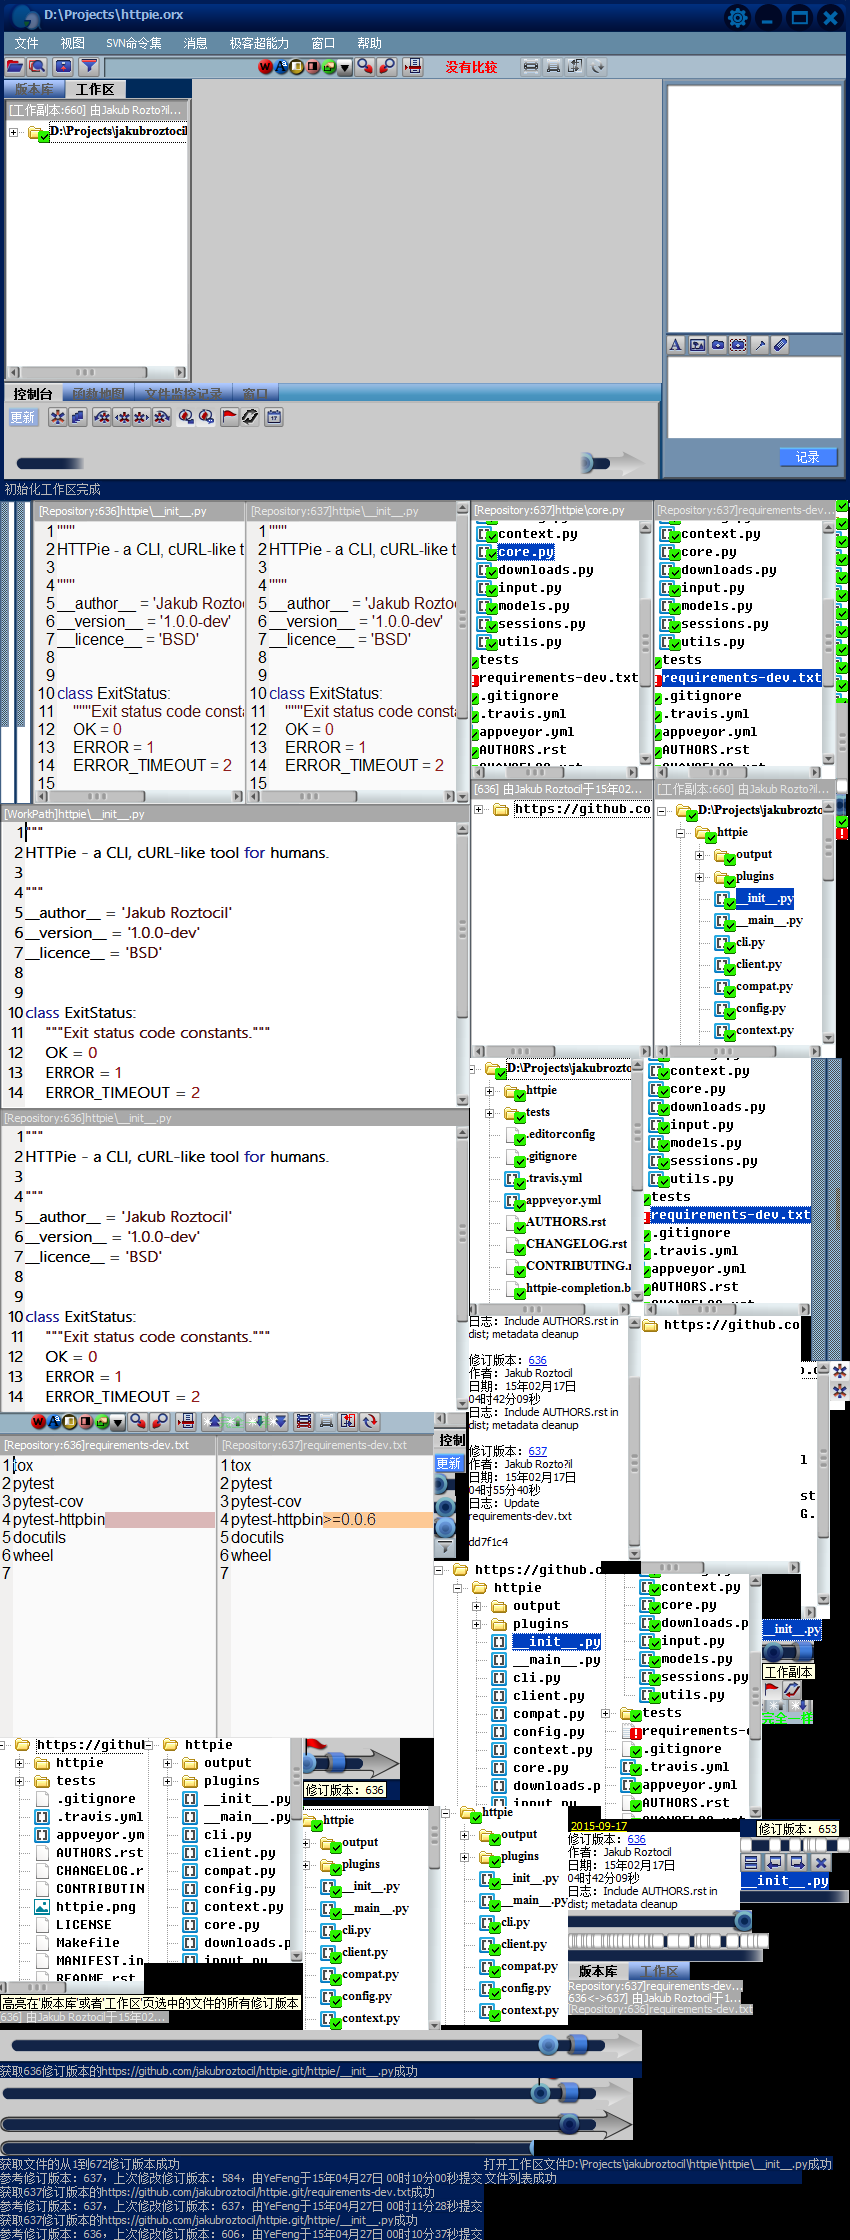 D:\Projects\httpie.orx
文件 视图 SVN命令集 消息 极客超能力 窗口 帮助
没有比较
版本库 工作区
[工作副本:660] 由Jakub Rozto?il...
D:\Projects\jakubroztocil
控制台 函数地图 文件监控记录 窗口
更新
记录
初始化工作区完成
[Repository:636]httpie\__init__.py
1 """
2 HTTPie - a CLI, cURL-like t
3
4 """
5 __author__ = 'Jakub Rozto
6 __version__ = '1.0.0-dev'
7 __licence__ = 'BSD'
8
9
10 class ExitStatus:
11 """Exit status code consta
12 OK = 0
13 ERROR = 1
14 ERROR_TIMEOUT = 2
15
[Repository:637]httpie\__init__.py
1 """
2 HTTPie - a CLI, cURL-like t
3
4 """
5 __author__ = 'Jakub Rozto
6 __version__ = '1.0.0-dev'
7 __licence__ = 'BSD'
8
9
10 class ExitStatus:
11 """Exit status code consta
12 OK = 0
13 ERROR = 1
14 ERROR_TIMEOUT = 2
15
[Repository:637]httpie\core.py
context.py
core.py
downloads.py
input.py
models.py
sessions.py
utils.py
tests
requirements-dev.txt
.gitignore
.travis.yml
appveyor.yml
AUTHORS.rst
[Repository:637]requirements-dev...
context.py
core.py
downloads.py
input.py
models.py
sessions.py
utils.py
tests
requirements-dev.txt
.gitignore
.travis.yml
appveyor.yml
AUTHORS.rst
[636] 由Jakub Roztocil于15年02...
https://github.co
[工作副本:660] 由Jakub Rozto?il...
D:\Projects\jakubrozto
httpie
output
plugins
__init__.py
__main__.py
cli.py
client.py
compat.py
config.py
context.py
[WorkPath]httpie\__init__.py
1 """
2 HTTPie - a CLI, cURL-like tool for humans.
3
4 """
5 __author__ = 'Jakub Roztocil'
6 __version__ = '1.0.0-dev'
7 __licence__ = 'BSD'
8
9
10 class ExitStatus:
11 """Exit status code constants."""
12 OK = 0
13 ERROR = 1
14 ERROR_TIMEOUT = 2
[Repository:636]httpie\__init__.py
1 """
2 HTTPie - a CLI, cURL-like tool for humans.
3
4 """
5 __author__ = 'Jakub Roztocil'
6 __version__ = '1.0.0-dev'
7 __licence__ = 'BSD'
8
9
10 class ExitStatus:
11 """Exit status code constants."""
12 OK = 0
13 ERROR = 1
14 ERROR_TIMEOUT = 2
D:\Projects\jakubrozto
httpie
tests
.editorconfig
.gitignore
.travis.yml
appveyor.yml
AUTHORS.rst
CHANGELOG.rst
CONTRIBUTING.r
httpie-completion.b
context.py
core.py
downloads.py
input.py
models.py
sessions.py
utils.py
tests
requirements-dev.txt
.gitignore
.travis.yml
appveyor.yml
AUTHORS.rst
日志：Include AUTHORS.rst in
dist; metadata cleanup
修订版本：636
作者：Jakub Roztocil
日期：15年02月17日
04时42分09秒
日志：Include AUTHORS.rst in
dist; metadata cleanup
修订版本：637
作者：Jakub Rozto?il
日期：15年02月17日
04时55分40秒
日志：Update
requirements-dev.txt
dd7f1c4
https://github.co
[Repository:636]requirements-dev.txt
1 tox
2 pytest
3 pytest-cov
4 pytest-httpbin
5 docutils
6 wheel
7
[Repository:637]requirements-dev.txt
1 tox
2 pytest
3 pytest-cov
4 pytest-httpbin>=0.0.6
5 docutils
6 wheel
7
控制
更新
https://github.c
httpie
output
plugins
__init__.py
__main__.py
cli.py
client.py
compat.py
config.py
context.py
core.py
downloads.p
input.py
context.py
core.py
downloads.p
input.py
models.py
sessions.py
utils.py
tests
requirements-
.gitignore
.travis.yml
appveyor.yml
AUTHORS.rst
__init__.py
工作副本
完全一
https://githu
httpie
tests
.gitignore
.travis.yml
appveyor.ym
AUTHORS.rst
CHANGELOG.r
CONTRIBUTIN
httpie.png
LICENSE
Makefile
MANIFEST.in
README.rst
httpie
output
plugins
__init__.py
__main__.py
cli.py
client.py
compat.py
config.py
context.py
core.py
downloads.p
input.py
修订版本：636
httpie
output
plugins
__init__.py
__main__.py
cli.py
client.py
compat.py
config.py
context.py
httpie
output
plugins
__init__.py
__main__.py
cli.py
client.py
compat.py
config.py
context.py
2015-09-17
修订版本：636
作者：Jakub Roztocil
日期：15年02月17日
04时42分09秒
日志：Include AUTHORS.rst in
dist; metadata cleanup
修订版本：653
__init__.py
版本库 工作区
Repository:637]requirements-dev...
636<->637] 由Jakub Roztocil于1...
[Repository:636]requirements-dev.txt
高亮在'版本库'或者'工作区'页选中的文件的所有修订版本
636] 由Jakub Roztocil于15年02...
获取636修订版本的https://github.com/jakubroztocil/httpie.git/httpie/__init__.py成功
获取文件的从1到672修订版本成功
打开工作区文件D:\Projects\jakubroztocil\httpie\httpie\__init__.py成功
参考修订版本：637，上次修改修订版本：584，由YeFeng于15年04月27日 00时10分00秒提交
文件列表成功
获取637修订版本的https://github.com/jakubroztocil/httpie.git/requirements-dev.txt成功
参考修订版本：637，上次修改修订版本：637，由YeFeng于15年04月27日 00时11分28秒提交
获取637修订版本的https://github.com/jakubroztocil/httpie.git/httpie/__init__.py成功
参考修订版本：636，上次修改修订版本：606，由YeFeng于15年04月27日 00时10分37秒提交